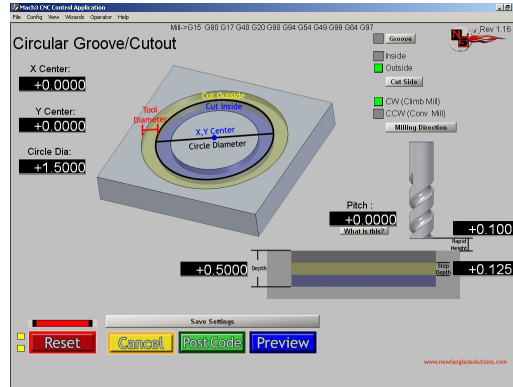 Mach3 CNC Control Application
File Config View Wizards Operator Help
Mill->G15 G80 G17 G40 G20 G90 G94 G54 G49 G99 G64 G97
Circular Groove/Cutout
Groove
Rev 1.16
Inside
Outside
Cut Side
CW (Climb Mill)
CCW (Conv. Mill)
Milling Direction
X Center:
+0.0000
Y Center:
+0.0000
Circle Dia:
+1.5000
Cut Outside
Cut Inside
Tool
Diameter
X,Y Center
Circle Diameter
Pitch :
+0.0000
What is this?
+0.100
Rapid
Height
+0.5000
Depth
Step
Depth
+0.125
Save Settings
Reset
Cancel
Post Code
Preview
www.newfangledsolutions.com